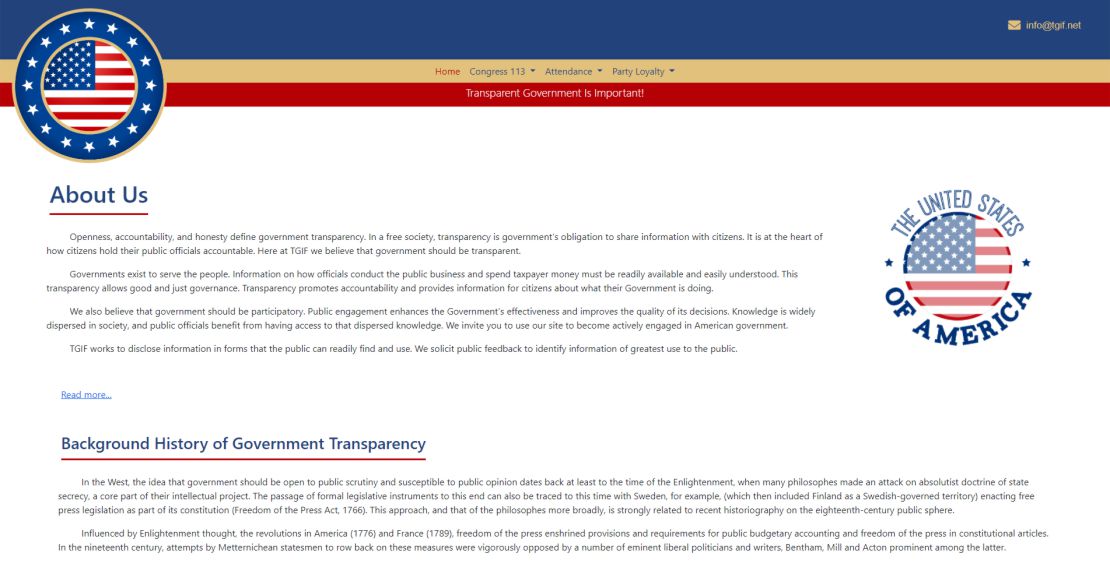 info@tgif.net
Home Congress 113 Attendance Party Loyalty
Transparent Government Is Important!
About Us
THE UNITED STATES
OF AMERICA
Openness, accountability, and honesty define government transparency. In a free society, transparency is government's obligation to share information with citizens. It is at the heart of
how citizens hold their public officials accountable. Here at TGIF we believe that government should be transparent.
Governments exist to serve the people. Information on how officials conduct the public business and spend taxpayer money must be readily available and easily understood. This
transparency allows good and just governance. Transparency promotes accountability and provides information for citizens about what their Government is doing.
We also believe that government should be participatory. Public engagement enhances the Government's effectiveness and improves the quality of its decisions. Knowledge is widely
dispersed in society, and public officials benefit from having access to that dispersed knowledge. We invite you to use our site to become actively engaged in American government.
TGIF works to disclose information in forms that the public can readily find and use. We solicit public feedback to identify information of greatest use to the public.
Read more...
Background History of Government Transparency
In the West, the idea that government should be open to public scrutiny and susceptible to public opinion dates back at least to the time of the Enlightenment, when many philosophes made an attack on absolutist doctrine of state
secrecy, a core part of their intellectual project. The passage of formal legislative instruments to this end can also be traced to this time with Sweden, for example, (which then included Finland as a Swedish-governed territory) enacting free
press legislation as part of its constitution (Freedom of the Press Act, 1766). This approach, and that of the philosophes more broadly, is strongly related to recent historiography on the eighteenth-century public sphere.
Influenced by Enlightenment thought, the revolutions in America (1776) and France (1789), freedom of the press enshrined provisions and requirements for public budgetary accounting and freedom of the press in constitutional articles.
In the nineteenth century, attempts by Metternichean statesmen to row back on these measures were vigorously opposed by a number of eminent liberal politicians and writers, Bentham, Mill and Acton prominent among the latter.